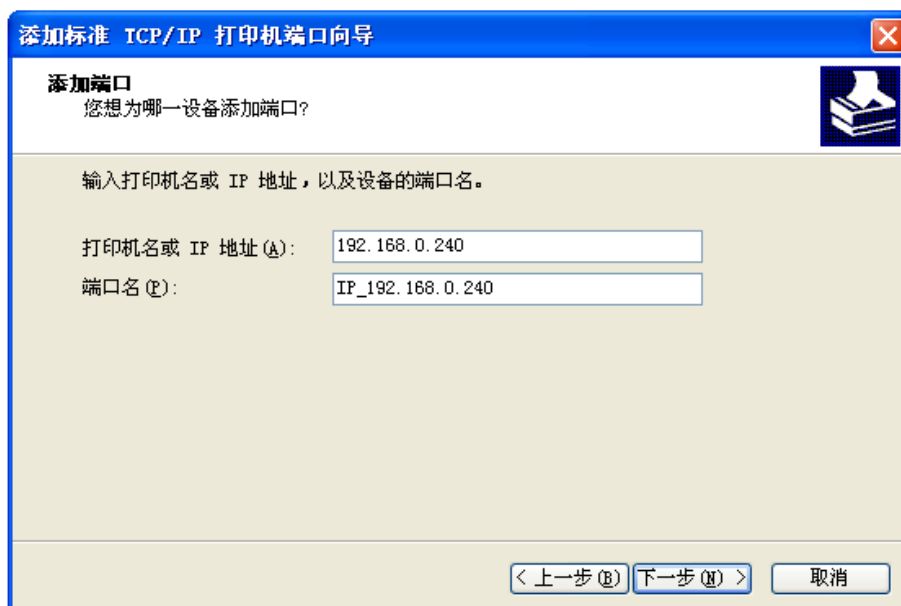 添加标准 TCP/IP 打印机端口向导
添加端口
您想为哪一设备添加端口?
输入打印机名或 IP 地址，以及设备的端口名。
打印机名或 IP 地址(A): 192.168.0.240
端口名(P): IP_192.168.0.240
< 上一步(B) 下一步(N) > 取消